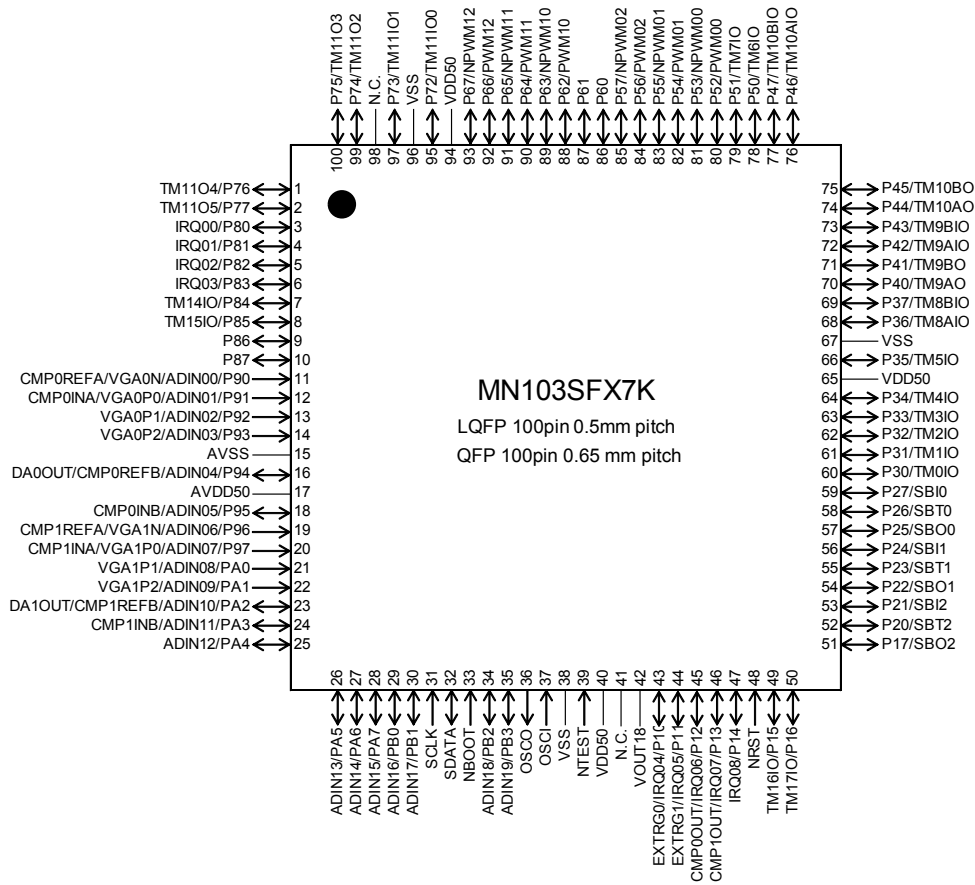 P75/TM11O3
P74/TM11O2
N.C.
P73/TM11IO1
VSS
P72/TM11IO0
VDD50
P67/NPWM12
P66/PWM12
P65/NPWM11
P64/PWM11
P63/NPWM10
P62/PWM10
P61
P60
P57/NPWM02
P56/PWM02
P55/NPWM01
P54/PWM01
P53/NPWM00
P52/PWM00
P51/TM7IO
P50/TM6IO
P47/TM10BIO
P46/TM10AIO
100
99
98
97
96
95
94
93
92
91
90
89
88
87
86
85
84
83
82
81
80
79
78
77
76
TM11O4/P76 1
TM11O5/P77 2
IRQ00/P80 3
IRQ01/P81 4
IRQ02/P82 5
IRQ03/P83 6
TM14IO/P84 7
TM15IO/P85 8
P86 9
P87 10
CMP0REFA/VGA0N/ADIN00/P90 11
CMP0INA/VGA0P0/ADIN01/P91 12
VGA0P1/ADIN02/P92 13
VGA0P2/ADIN03/P93 14
AVSS 15
DA0OUT/CMP0REFB/ADIN04/P94 16
AVDD50 17
CMP0INB/ADIN05/P95 18
CMP1REFA/VGA1N/ADIN06/P96 19
CMP1INA/VGA1P0/ADIN07/P97 20
VGA1P1/ADIN08/PA0 21
VGA1P2/ADIN09/PA1 22
DA1OUT/CMP1REFB/ADIN10/PA2 23
CMP1INB/ADIN11/PA3 24
ADIN12/PA4 25
MN103SFX7K
LQFP 100pin 0.5mm pitch
QFP 100pin 0.65 mm pitch
75 P45/TM10BO
74 P44/TM10AO
73 P43/TM9BIO
72 P42/TM9AIO
71 P41/TM9BO
70 P40/TM9AO
69 P37/TM8BIO
68 P36/TM8AIO
67 VSS
66 P35/TM5IO
65 VDD50
64 P34/TM4IO
63 P33/TM3IO
62 P32/TM2IO
61 P31/TM1IO
60 P30/TM0IO
59 P27/SBI0
58 P26/SBT0
57 P25/SBO0
56 P24/SBI1
55 P23/SBT1
54 P22/SBO1
53 P21/SBI2
52 P20/SBT2
51 P17/SBO2
26
27
28
29
30
31
32
33
34
35
36
37
38
39
40
41
42
43
44
45
46
47
48
49
50
ADIN13/PA5
ADIN14/PA6
ADIN15/PA7
ADIN16/PB0
ADIN17/PB1
SCLK
SDATA
NBOOT
ADIN18/PB2
ADIN19/PB3
OSCO
OSCI
VSS
NTEST
VDD50
N.C.
VOUT18
EXTRG0/IRQ04/P10
EXTRG1/IRQ05/P11
CMP0OUT/IRQ06/P12
CMP1OUT/IRQ07/P13
IRQ08/P14
NRST
TM16IO/P15
TM17IO/P16